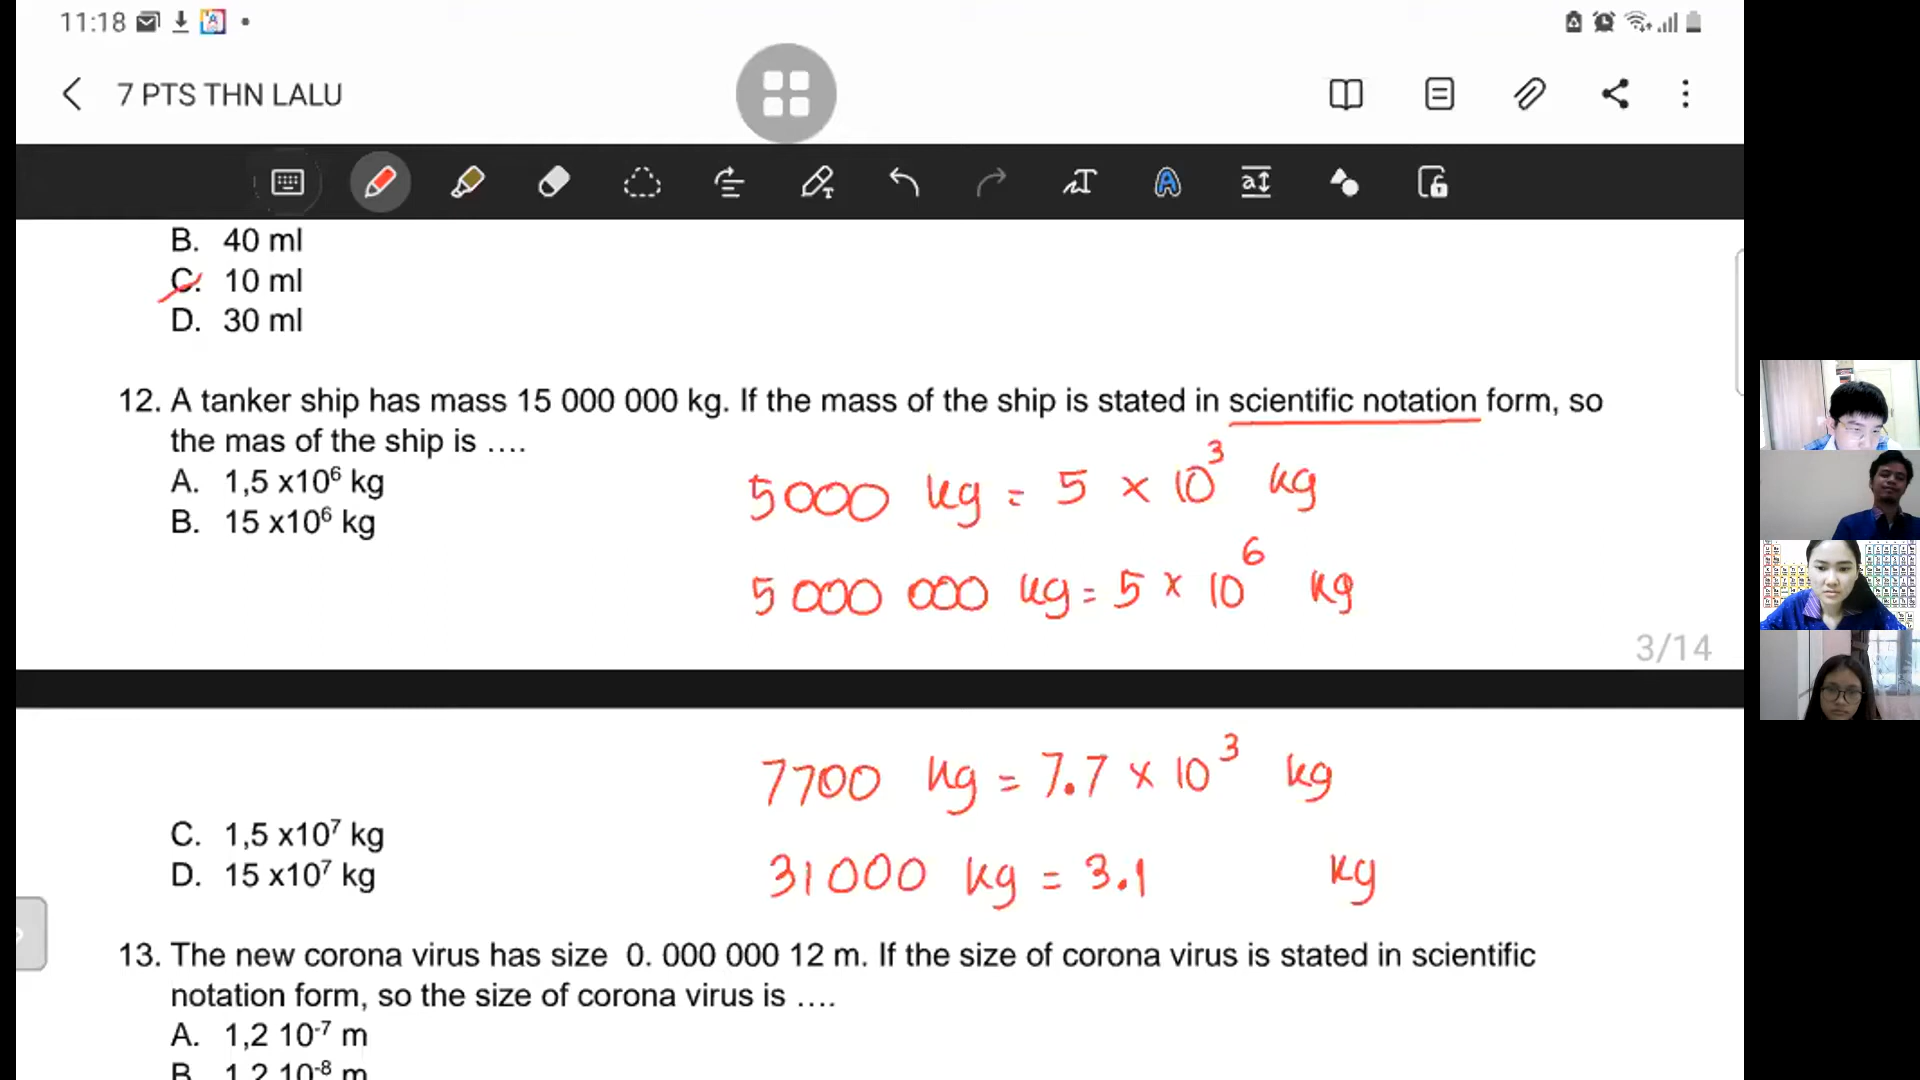 11:18
7 PTS THN LALU
B. 40 ml
C. 10 ml
D. 30 ml
12. A tanker ship has mass 15 000 000 kg. If the mass of the ship is stated in scientific notation form, so
the mas of the ship is ….
A. 1,5 x10⁶ kg
B. 15 x10⁶ kg
5000 kg = 5 × 10³ kg
5 000 000 kg = 5 × 10⁶ kg
3/14
7700 kg = 7.7 × 10³ kg
C. 1,5 x10⁷ kg
D. 15 x10⁷ kg
31000 kg = 3.1 kg
13. The new corona virus has size 0. 000 000 12 m. If the size of corona virus is stated in scientific
notation form, so the size of corona virus is ….
A. 1,2 10⁻⁷ m
B. 1,2 10⁻⁸ m